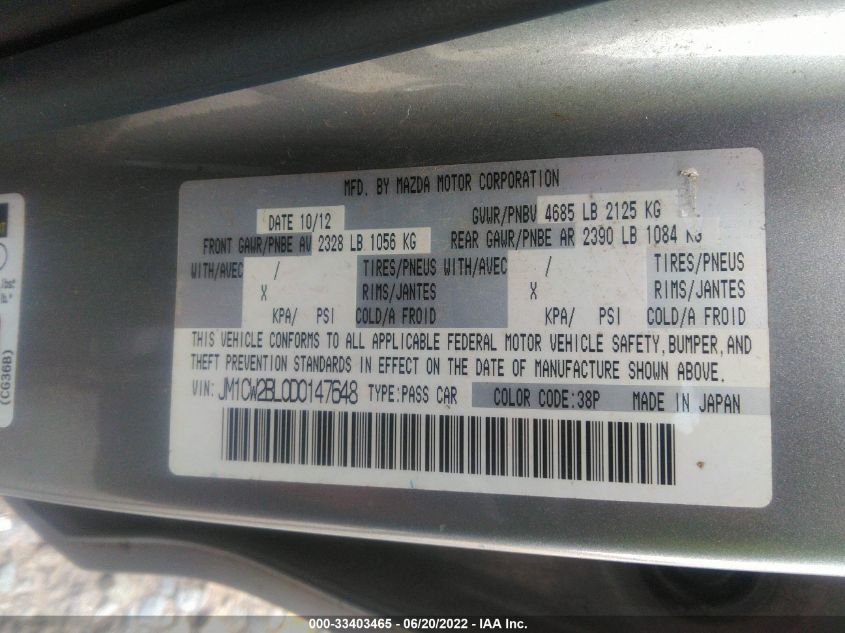 MFD. BY MAZDA MOTOR CORPORATION
DATE 10/12 GVWR/PNBV 4685 LB 2125 KG
FRONT GAWR/PNBE AV 2328 LB 1056 KG REAR GAWR/PNBE AR 2390 LB 1084 KG
WITH/AVEC / TIRES/PNEUS WITH/AVEC / TIRES/PNEUS
X RIMS/JANTES X RIMS/JANTES
KPA/ PSI COLD/A FROID KPA/ PSI COLD/A FROID
THIS VEHICLE CONFORMS TO ALL APPLICABLE FEDERAL MOTOR VEHICLE SAFETY, BUMPER, AND
THEFT PREVENTION STANDARDS IN EFFECT ON THE DATE OF MANUFACTURE SHOWN ABOVE.
VIN: JM1CW2BL0D0147648 TYPE:PASS CAR COLOR CODE:38P MADE IN JAPAN
(CG36B)
000-33403465 - 06/20/2022 - IAA Inc.